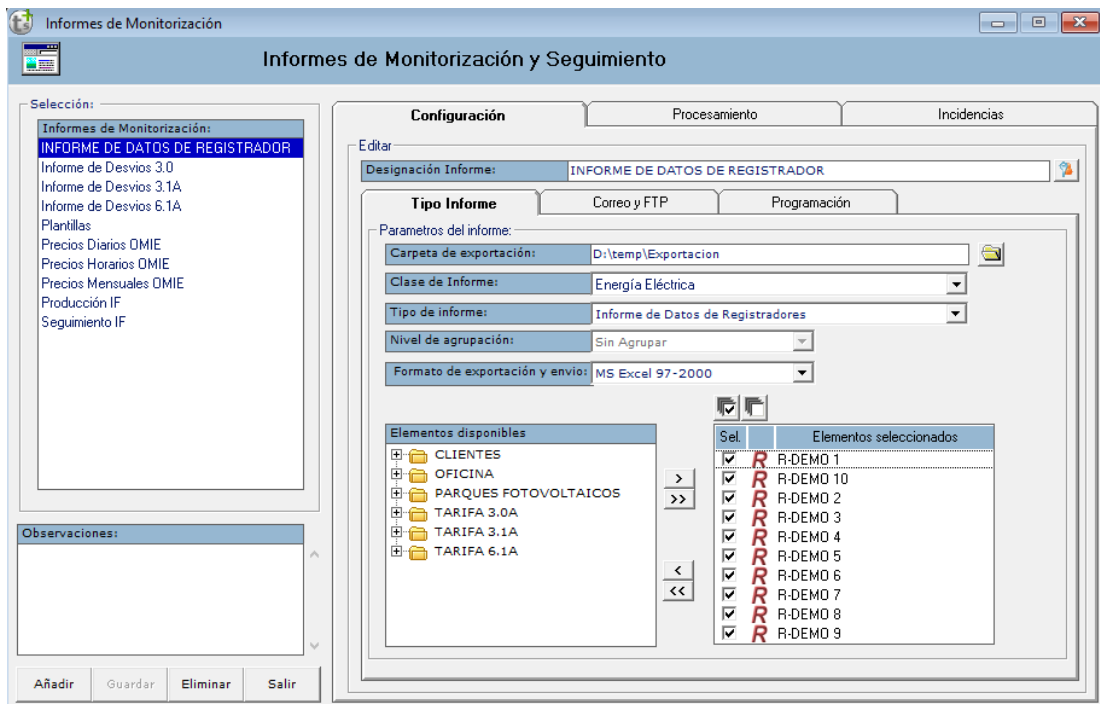 Informes de Monitorización
Informes de Monitorización y Seguimiento
Selección:
Informes de Monitorización:
INFORME DE DATOS DE REGISTRADOR
Informe de Desvios 3.0
Informe de Desvios 3.1A
Informe de Desvios 6.1A
Plantillas
Precios Diarios OMIE
Precios Horarios OMIE
Precios Mensuales OMIE
Producción IF
Seguimiento IF
Observaciones:
Añadir
Guardar
Eliminar
Salir
Configuración
Procesamiento
Incidencias
Editar
Designación Informe: INFORME DE DATOS DE REGISTRADOR
Tipo Informe
Correo y FTP
Programación
Parametros del informe:
Carpeta de exportación: D:\temp\Exportacion
Clase de Informe: Energía Eléctrica
Tipo de informe: Informe de Datos de Registradores
Nivel de agrupación: Sin Agrupar
Formato de exportación y envio: MS Excel 97-2000
Elementos disponibles
CLIENTES
OFICINA
PARQUES FOTOVOLTAICOS
TARIFA 3.0A
TARIFA 3.1A
TARIFA 6.1A
>
>>
<
<<
Sel. Elementos seleccionados
R R-DEMO 1
R R-DEMO 10
R R-DEMO 2
R R-DEMO 3
R R-DEMO 4
R R-DEMO 5
R R-DEMO 6
R R-DEMO 7
R R-DEMO 8
R R-DEMO 9